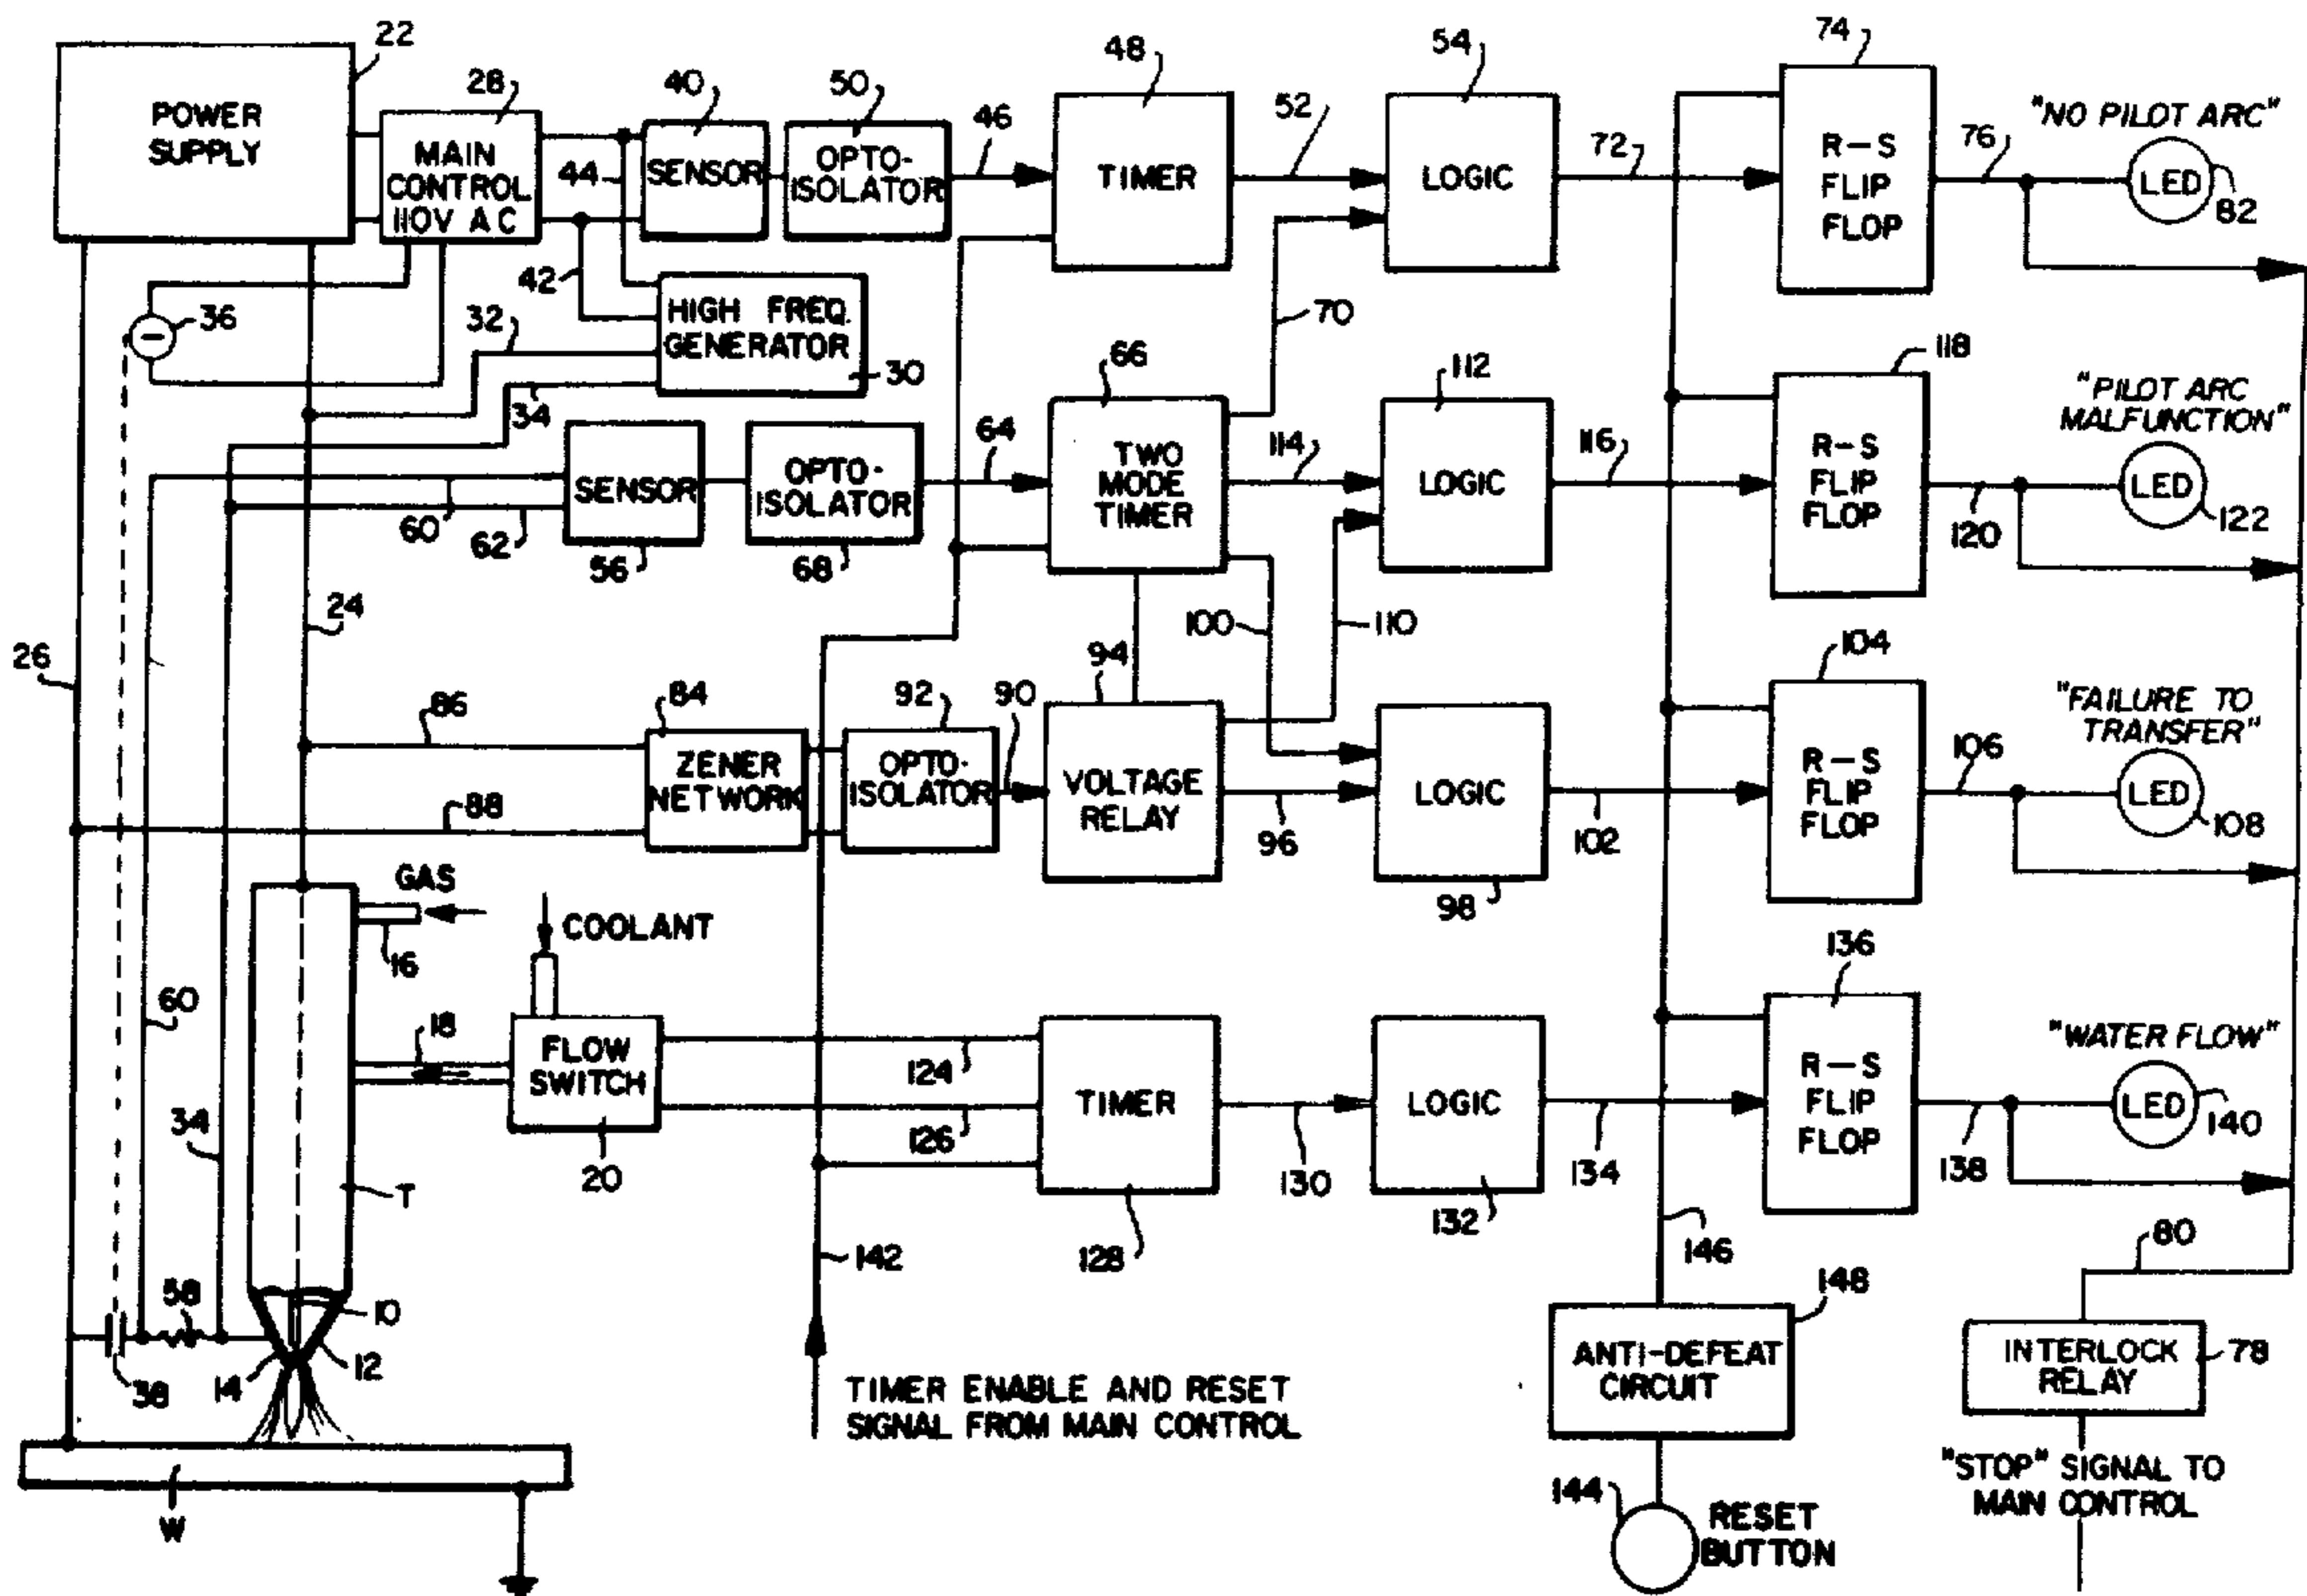 22
POWER
SUPPLY
28
MAIN
CONTROL
110V AC
44
42
40
SENSOR
50
OPTO-
ISOLATOR
46
48
TIMER
52
54
LOGIC
72
74
R-S
FLIP
FLOP
76
"NO PILOT ARC"
LED
82
36
32
HIGH FREQ.
GENERATOR
30
34
70
SENSOR
56
60
62
OPTO-
ISOLATOR
68
64
66
TWO
MODE
TIMER
114
112
LOGIC
116
118
R-S
FLIP
FLOP
120
"PILOT ARC
MALFUNCTION"
LED
122
24
26
100
110
86
88
84
ZENER
NETWORK
92
OPTO-
ISOLATOR
90
94
VOLTAGE
RELAY
96
LOGIC
98
102
104
R-S
FLIP
FLOP
106
"FAILURE TO
TRANSFER"
LED
108
GAS
16
COOLANT
60
18
34
FLOW
SWITCH
20
T
124
126
TIMER
128
130
LOGIC
132
134
136
R-S
FLIP
FLOP
138
"WATER FLOW"
LED
140
142
146
80
58
10
38
14
12
W
TIMER ENABLE AND RESET
SIGNAL FROM MAIN CONTROL
148
ANTI-DEFEAT
CIRCUIT
144
RESET
BUTTON
INTERLOCK
RELAY
78
"STOP" SIGNAL TO
MAIN CONTROL